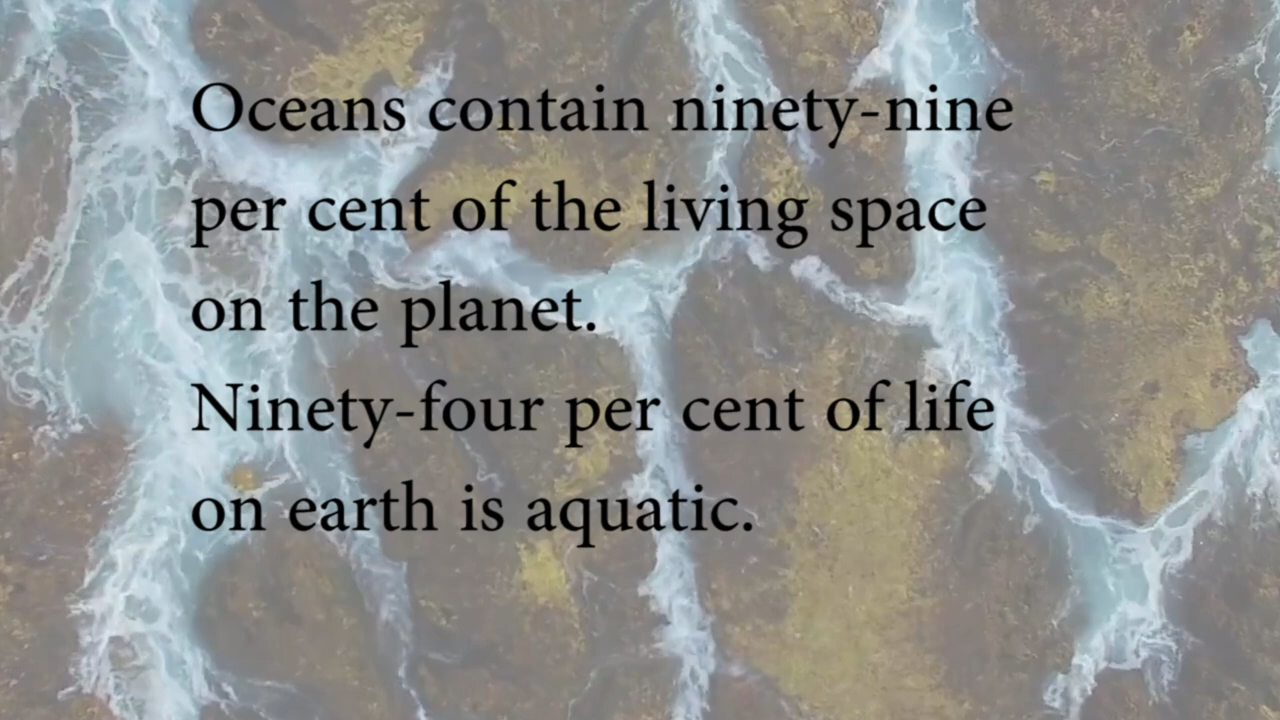 Oceans contain ninety-nine
per cent of the living space
on the planet.
Ninety-four per cent of life
on earth is aquatic.